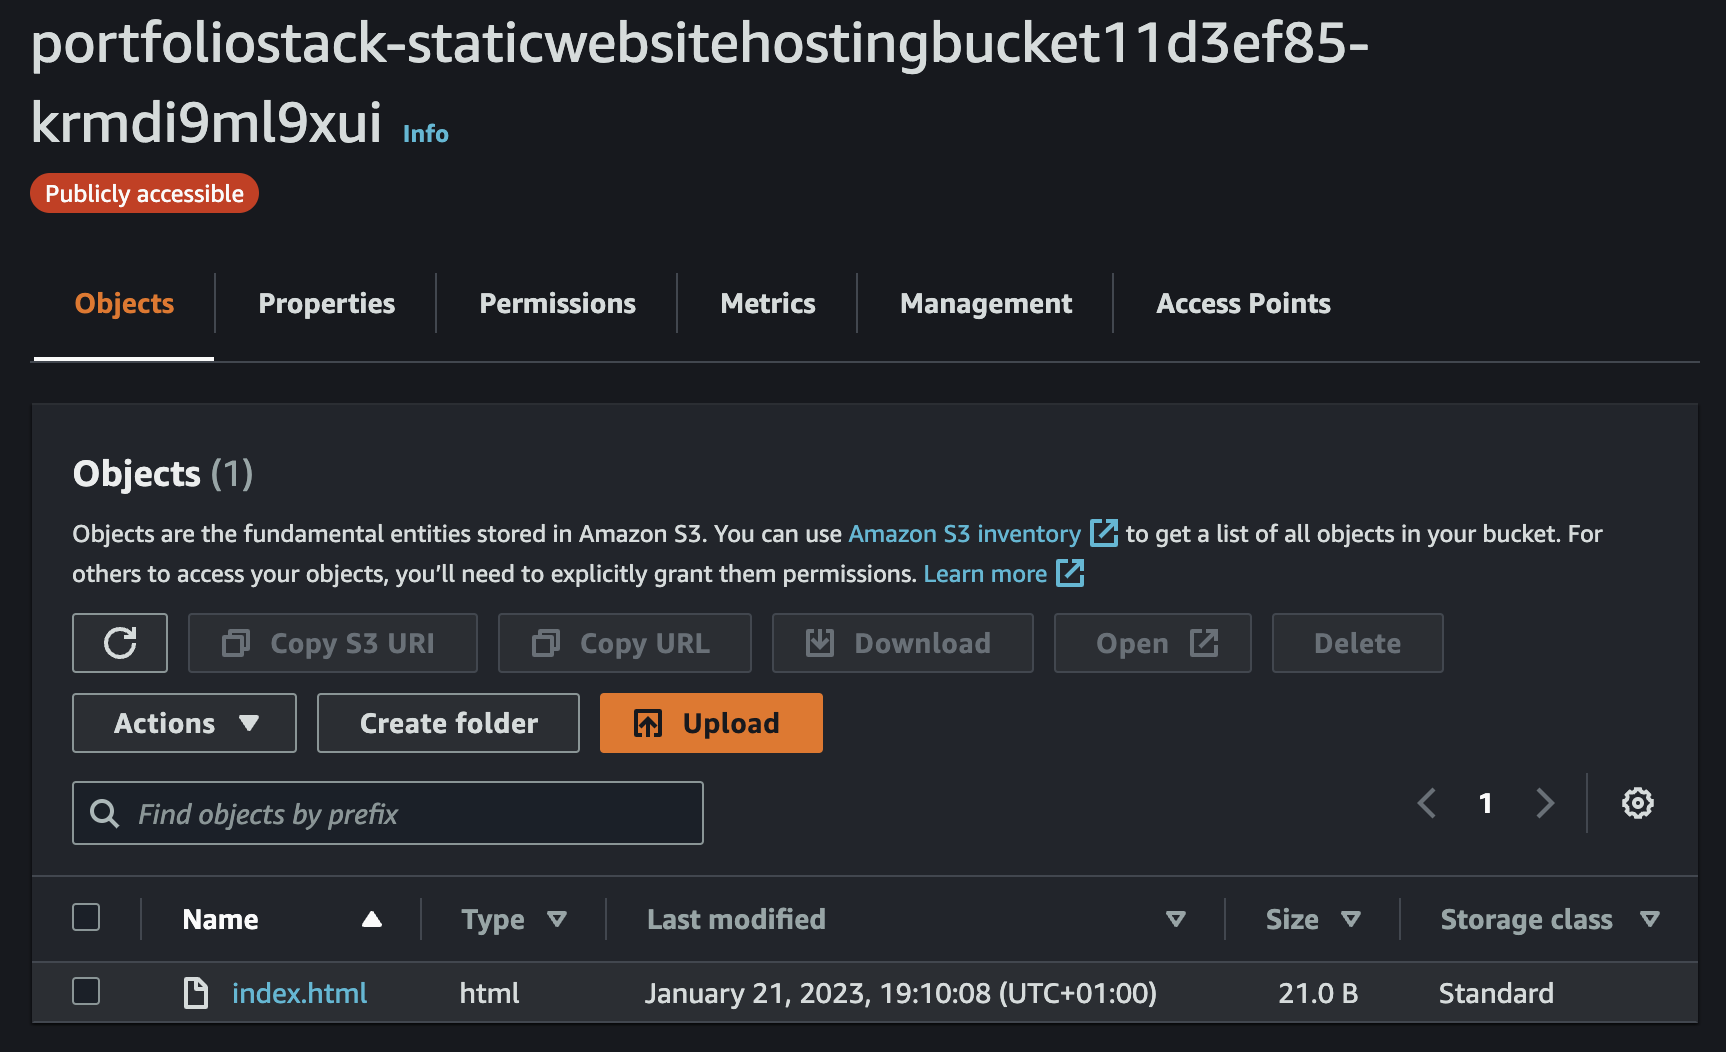 portfoliostack-staticwebsitehostingbucket11d3ef85-
krmdi9ml9xui Info
Publicly accessible
Objects Properties Permissions Metrics Management Access Points
Objects (1)
Objects are the fundamental entities stored in Amazon S3. You can use Amazon S3 inventory to get a list of all objects in your bucket. For
others to access your objects, you’ll need to explicitly grant them permissions. Learn more
Copy S3 URI Copy URL Download Open Delete
Actions Create folder Upload
Find objects by prefix 1
Name Type Last modified Size Storage class
index.html html January 21, 2023, 19:10:08 (UTC+01:00) 21.0 B Standard